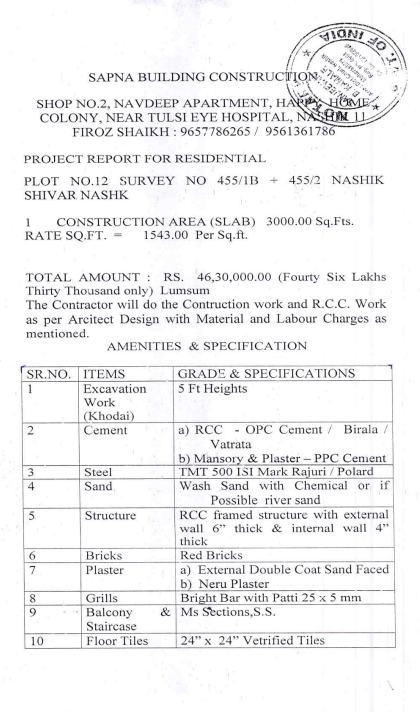 SAPNA BUILDING CONSTRUCTION
SHOP NO.2, NAVDEEP APARTMENT, HAPPY HOME
COLONY, NEAR TULSI EYE HOSPITAL, NASHIK 11
FIROZ SHAIKH : 9657786265 / 9561361786
PROJECT REPORT FOR RESIDENTIAL
PLOT NO.12 SURVEY NO 455/1B + 455/2 NASHIK
SHIVAR NASHK
1 CONSTRUCTION AREA (SLAB) 3000.00 Sq.Fts.
RATE SQ.FT. = 1543.00 Per Sq.ft.
TOTAL AMOUNT : RS. 46,30,000.00 (Fourty Six Lakhs
Thirty Thousand only) Lumsum
The Contractor will do the Contruction work and R.C.C. Work
as per Arcitect Design with Material and Labour Charges as
mentioned.
AMENITIES & SPECIFICATION
SR.NO. ITEMS GRADE & SPECIFICATIONS
1 Excavation Work (Khodai) 5 Ft Heights
2 Cement a) RCC - OPC Cement / Birala /
Vatrata
b) Mansory & Plaster – PPC Cement
3 Steel TMT 500 ISI Mark Rajuri / Polard
4 Sand Wash Sand with Chemical or if
Possible river sand
5 Structure RCC framed structure with external
wall 6” thick & internal wall 4”
thick
6 Bricks Red Bricks
7 Plaster a) External Double Coat Sand Faced
b) Neru Plaster
8 Grills Bright Bar with Patti 25 x 5 mm
9 Balcony & Staircase Ms Sections,S.S.
10 Floor Tiles 24” x 24” Vetrified Tiles
OF INDIA